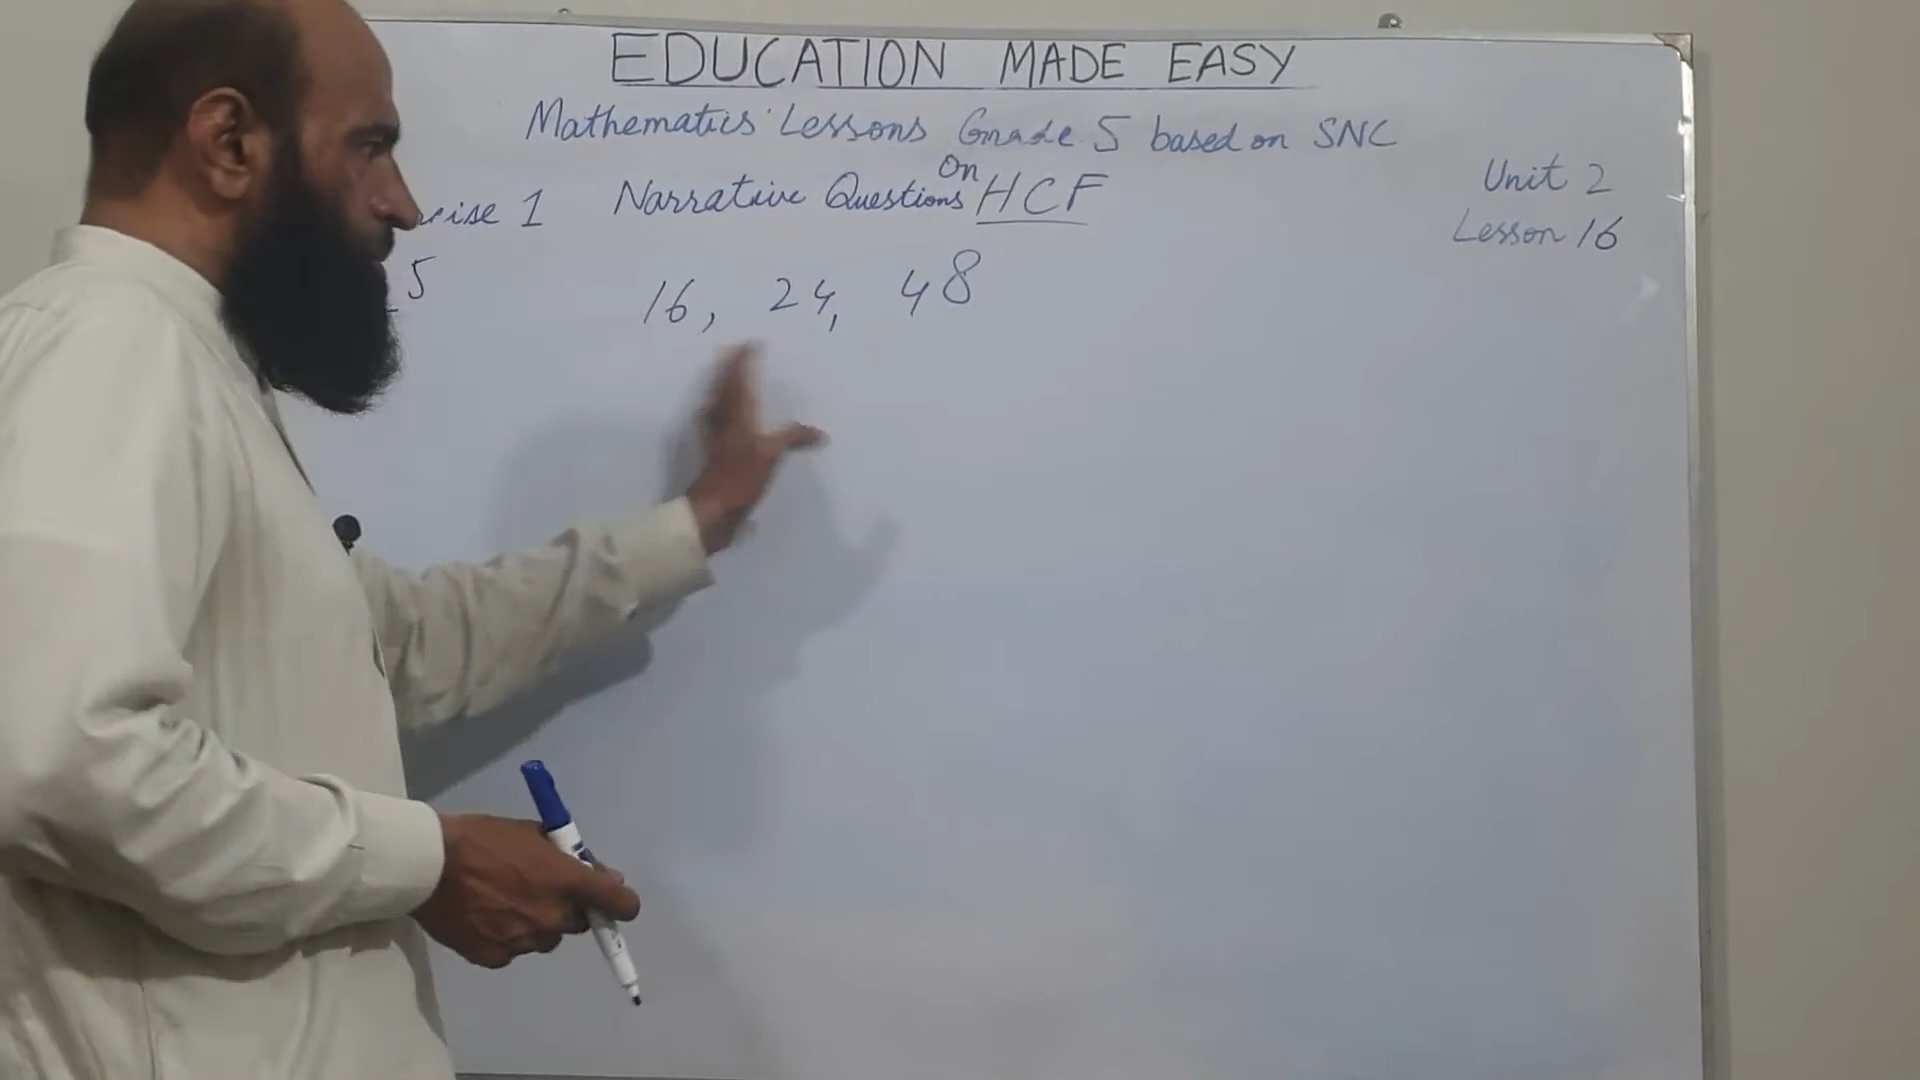 EDUCATION MADE EASY
Mathematics Lessons Grade 5 based on SNC
Unit 2
1 Narrative Questions On HCF
Lesson 16
5
16, 24, 48